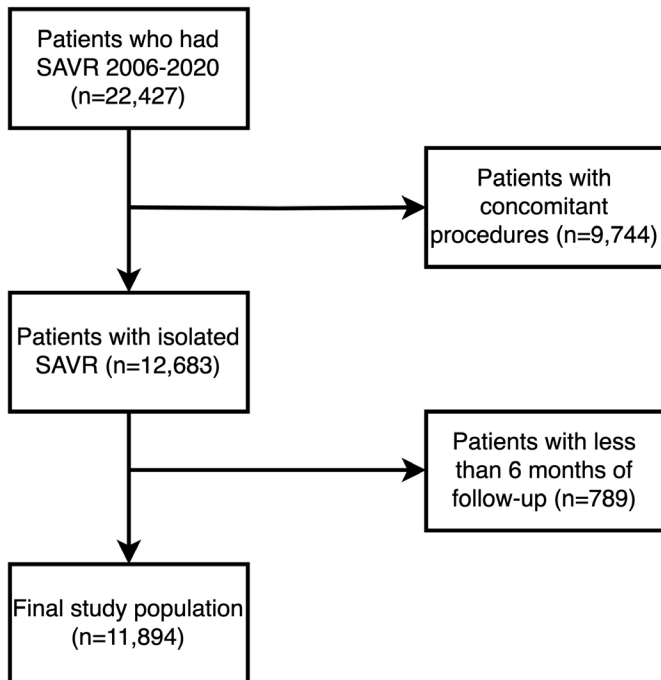 Patients who had
SAVR 2006-2020
(n=22,427)
Patients with
concomitant
procedures (n=9,744)
Patients with isolated
SAVR (n=12,683)
Patients with less
than 6 months of
follow-up (n=789)
Final study population
(n=11,894)